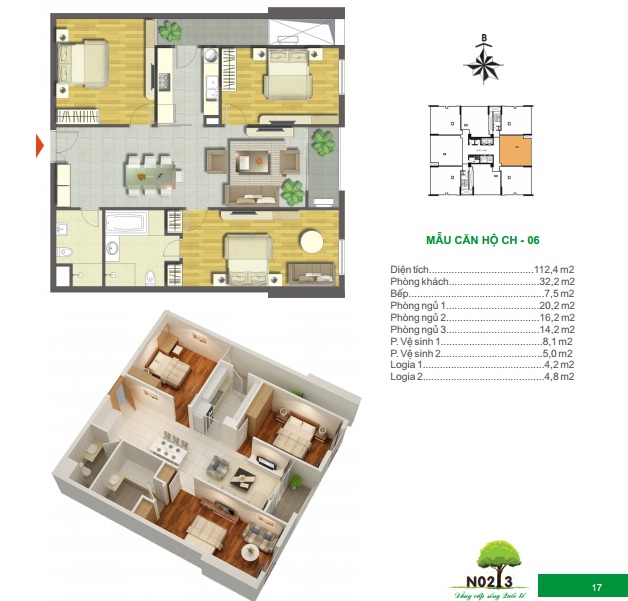 B
MẪU CĂN HỘ CH - 06
Diện tích..............................112,4 m2
Phòng khách.......................32,2 m2
Bếp........................................7,5 m2
Phòng ngủ 1........................20,2 m2
Phòng ngủ 2........................16,2 m2
Phòng ngủ 3........................14,2 m2
P. Vệ sinh 1............................8,1 m2
P. Vệ sinh 2............................5,0 m2
Logia 1...................................4,2 m2
Logia 2...................................4,8 m2
N02T3
Đẳng cấp sống Quốc tế
17